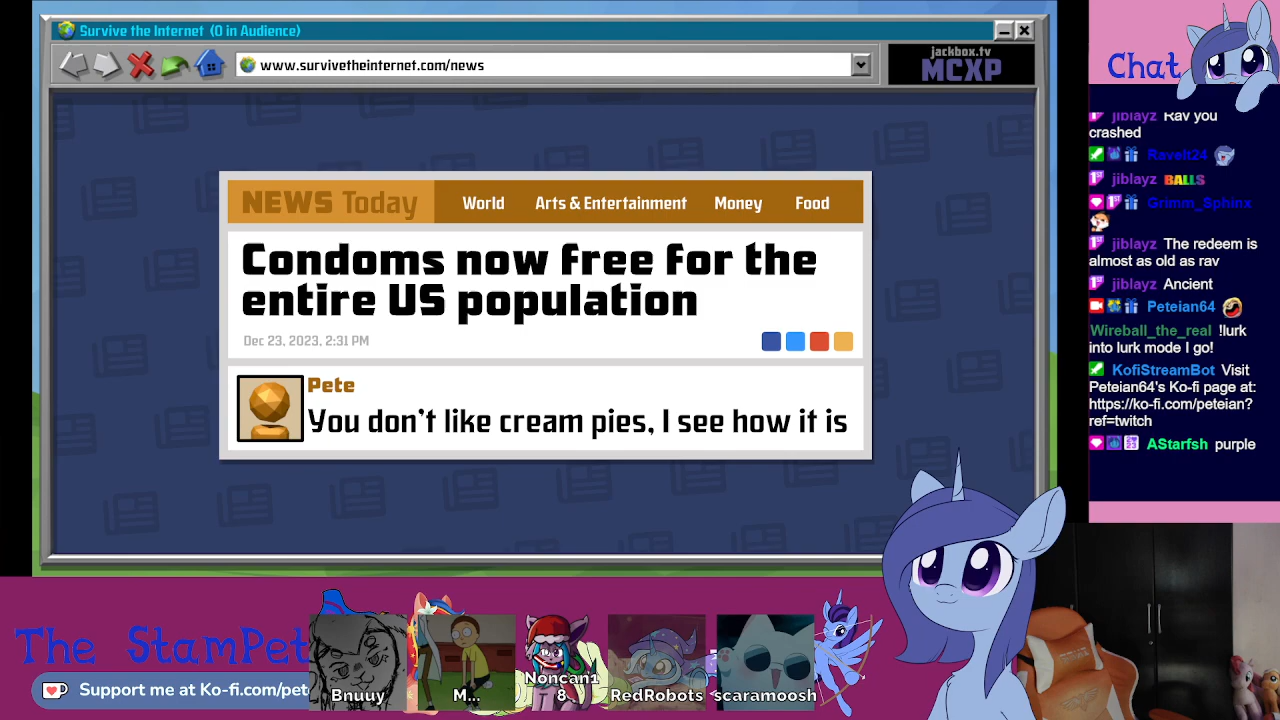 Survive the Internet (0 in Audience)
www.survivetheinternet.com/news
jackbox.tv
MCXP
NEWS Today
World
Arts & Entertainment
Money
Food
Condoms now free for the
entire US population
Dec 23, 2023, 2:31 PM
Pete
You don't like cream pies, I see how it is
Chat
jiblayz Rav you
crashed
Ravelt24
jiblayz BALLS
Grimm_Sphinx
jiblayz The redeem is
almost as old as rav
jiblayz Ancient
Peteian64
Wireball_the_real !lurk
into lurk mode I go!
KofiStreamBot Visit
Peteian64's Ko-fi page at:
https://ko-fi.com/peteian?
ref=twitch
AStarfsh purple
The StamPet
Support me at Ko-fi.com/pet
Bnuuy
M...
Noncan1
8
RedRobots
scaramoosh